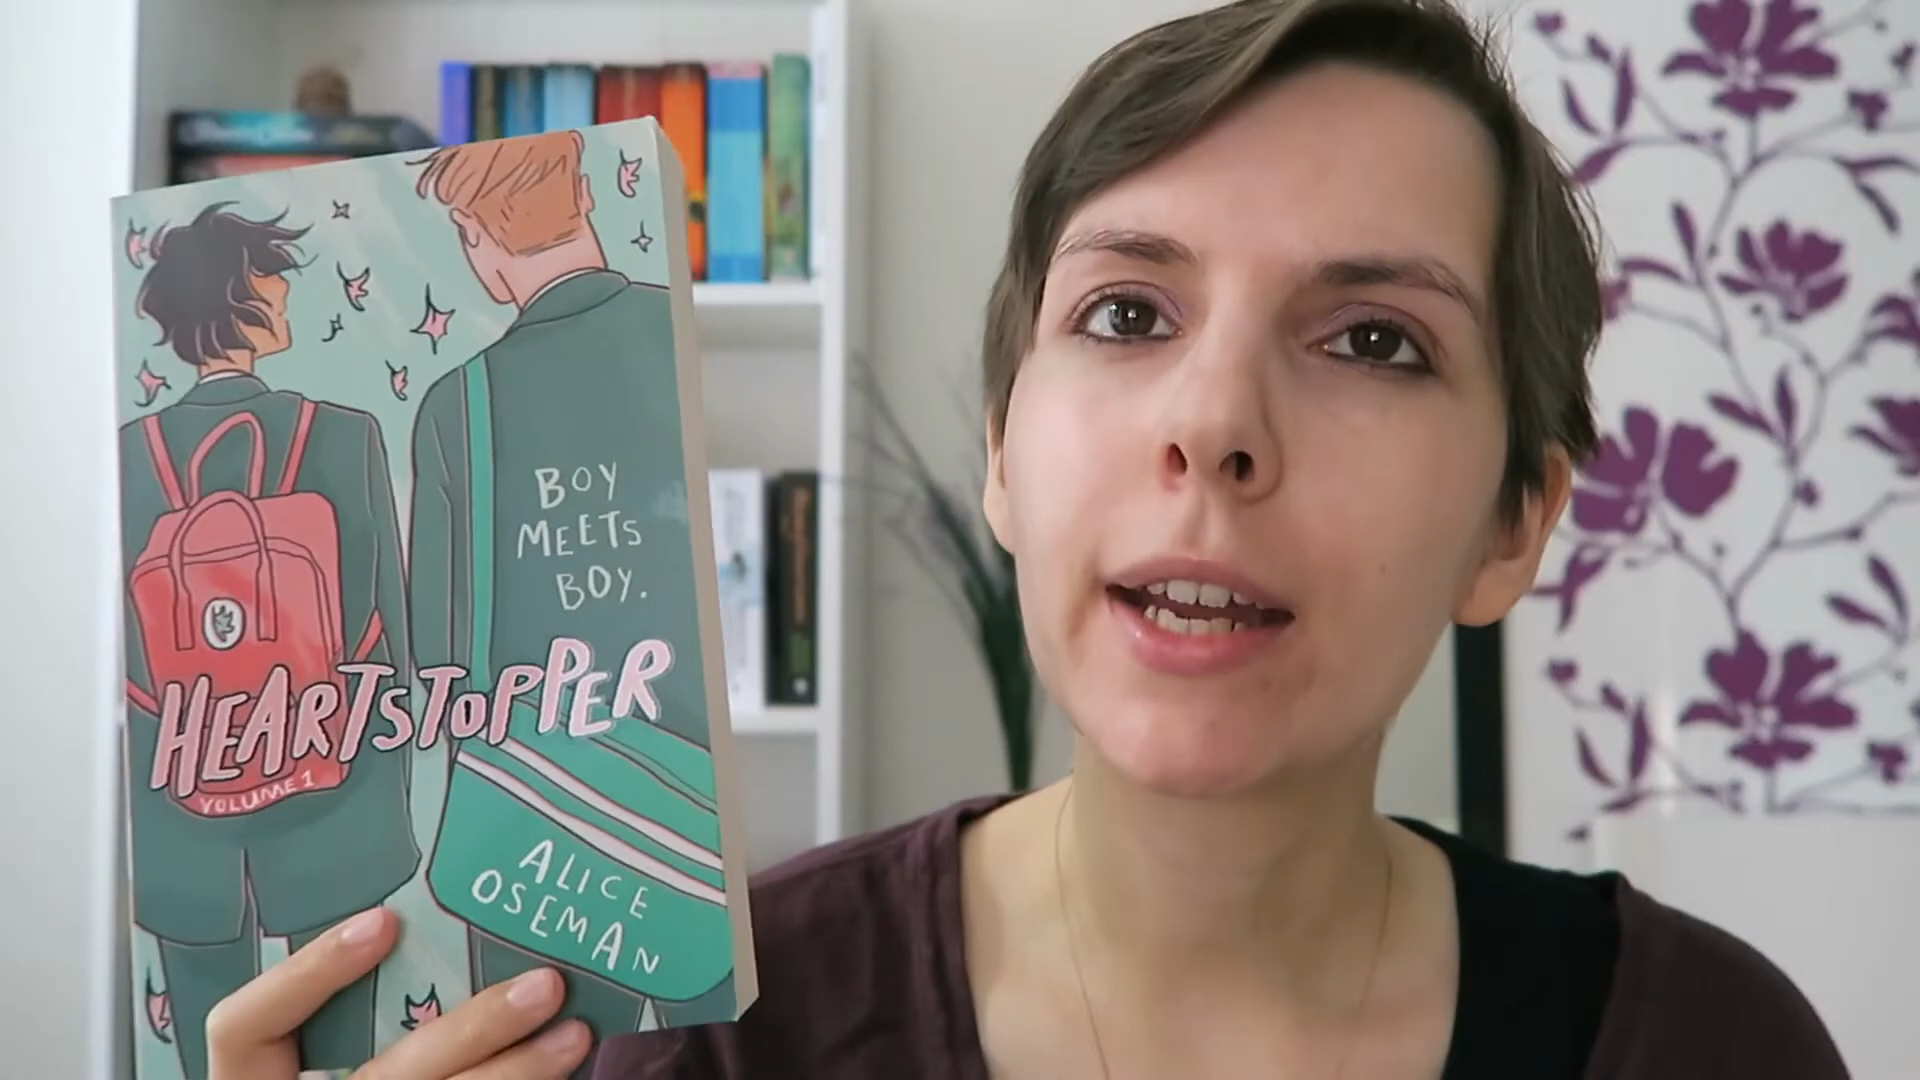 BOY
MEETS
BOY.
HEARTSTOPPER
VOLUME 1
ALICE
OSEMAN